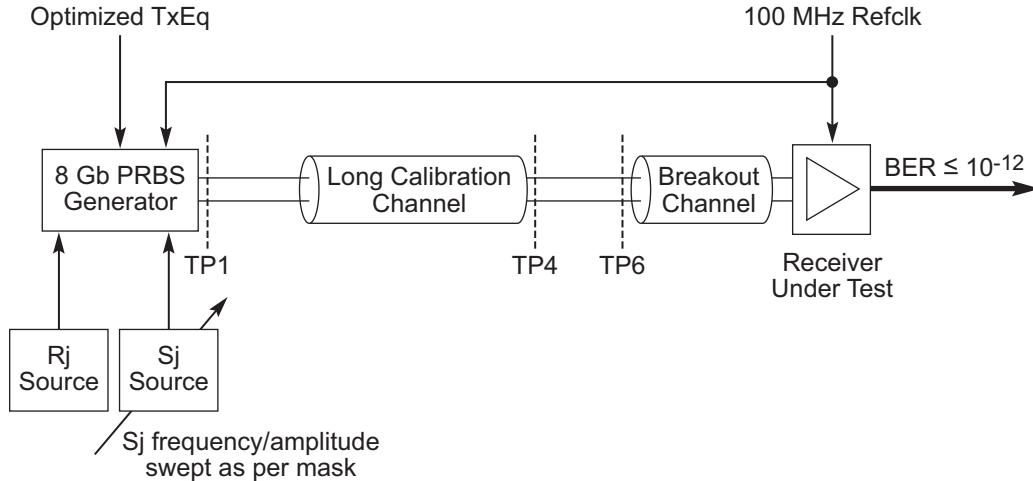 Optimized TxEq
100 MHz Refclk
8 Gb PRBS
Generator
Long Calibration
Channel
Breakout
Channel
BER ≤ 10-12
TP1
TP4
TP6
Receiver
Under Test
Rj
Source
Sj
Source
Sj frequency/amplitude
swept as per mask